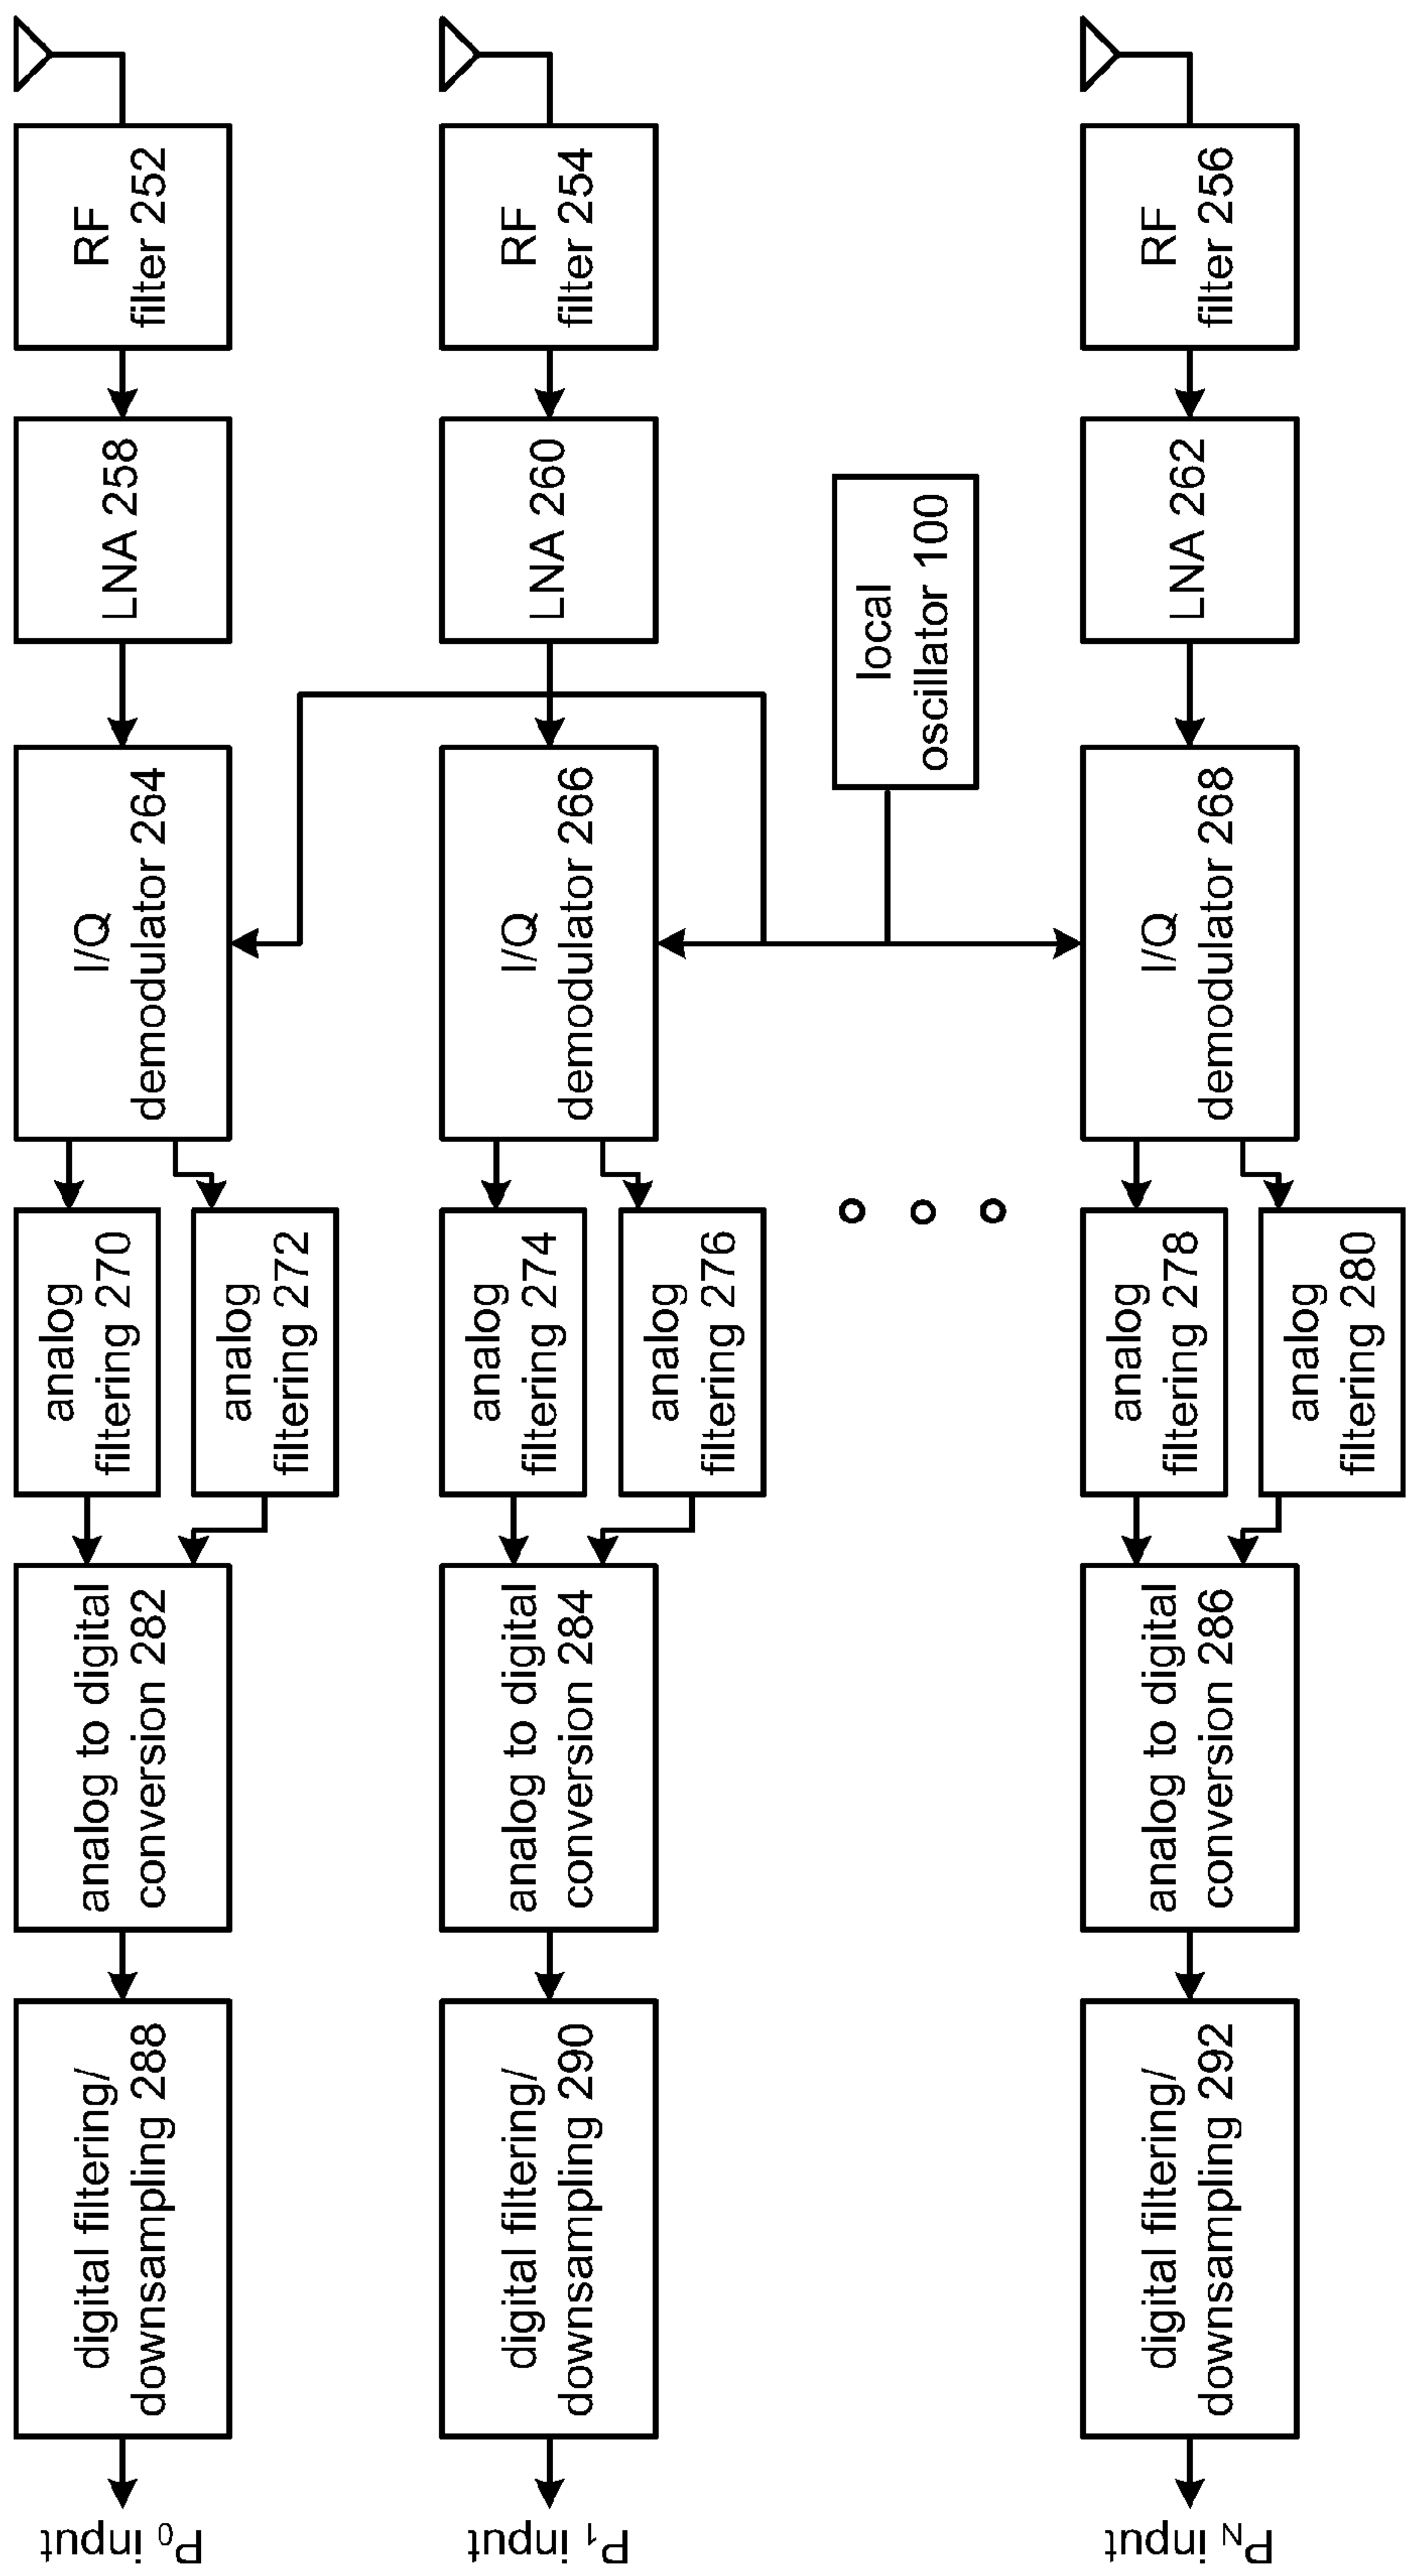 RF
filter 252
LNA 258
I/Q
demodulator 264
analog
filtering 270
analog
filtering 272
analog to digital
conversion 282
digital filtering/
downsampling 288
P0 input
RF
filter 254
LNA 260
I/Q
demodulator 266
analog
filtering 274
analog
filtering 276
analog to digital
conversion 284
digital filtering/
downsampling 290
P1 input
local
oscillator 100
RF
filter 256
LNA 262
I/Q
demodulator 268
analog
filtering 278
analog
filtering 280
analog to digital
conversion 286
digital filtering/
downsampling 292
PN input